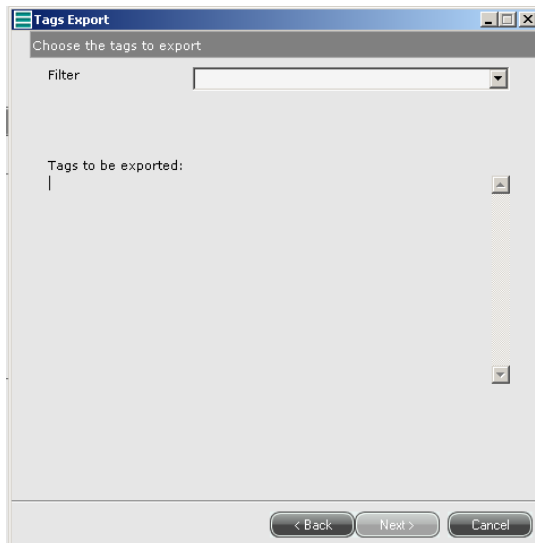 Tags Export
Choose the tags to export
Filter
Tags to be exported:
< Back Next > Cancel